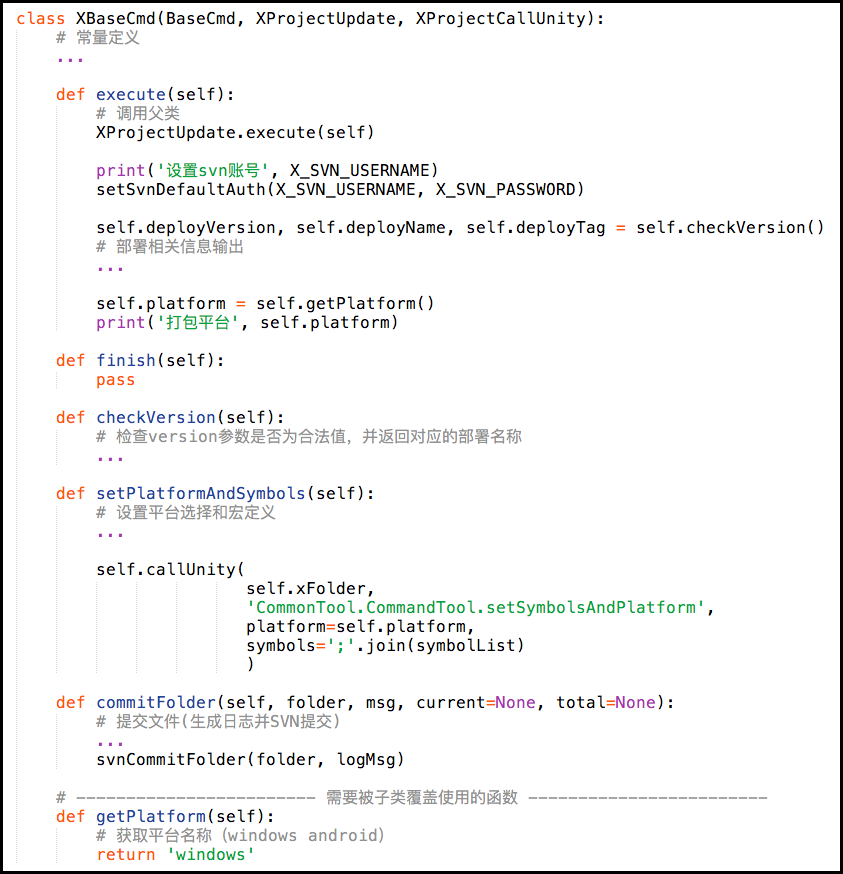 class XBaseCmd(BaseCmd, XProjectUpdate, XProjectCallUnity):
    # 常量定义
    ...

    def execute(self):
        # 调用父类
        XProjectUpdate.execute(self)

        print('设置svn账号', X_SVN_USERNAME)
        setSvnDefaultAuth(X_SVN_USERNAME, X_SVN_PASSWORD)

        self.deployVersion, self.deployName, self.deployTag = self.checkVersion()
        # 部署相关信息输出
        ...

        self.platform = self.getPlatform()
        print('打包平台', self.platform)

    def finish(self):
        pass

    def checkVersion(self):
        # 检查version参数是否为合法值，并返回对应的部署名称
        ...

    def setPlatformAndSymbols(self):
        # 设置平台选择和宏定义
        ...

        self.callUnity(
                       self.xFolder,
                       'CommonTool.CommandTool.setSymbolsAndPlatform',
                       platform=self.platform,
                       symbols=';'.join(symbolList)
                       )

    def commitFolder(self, folder, msg, current=None, total=None):
        # 提交文件(生成日志并SVN提交)
        ...
        svnCommitFolder(folder, logMsg)

    # ------------------------ 需要被子类覆盖使用的函数 ------------------------
    def getPlatform(self):
        # 获取平台名称（windows android）
        return 'windows'